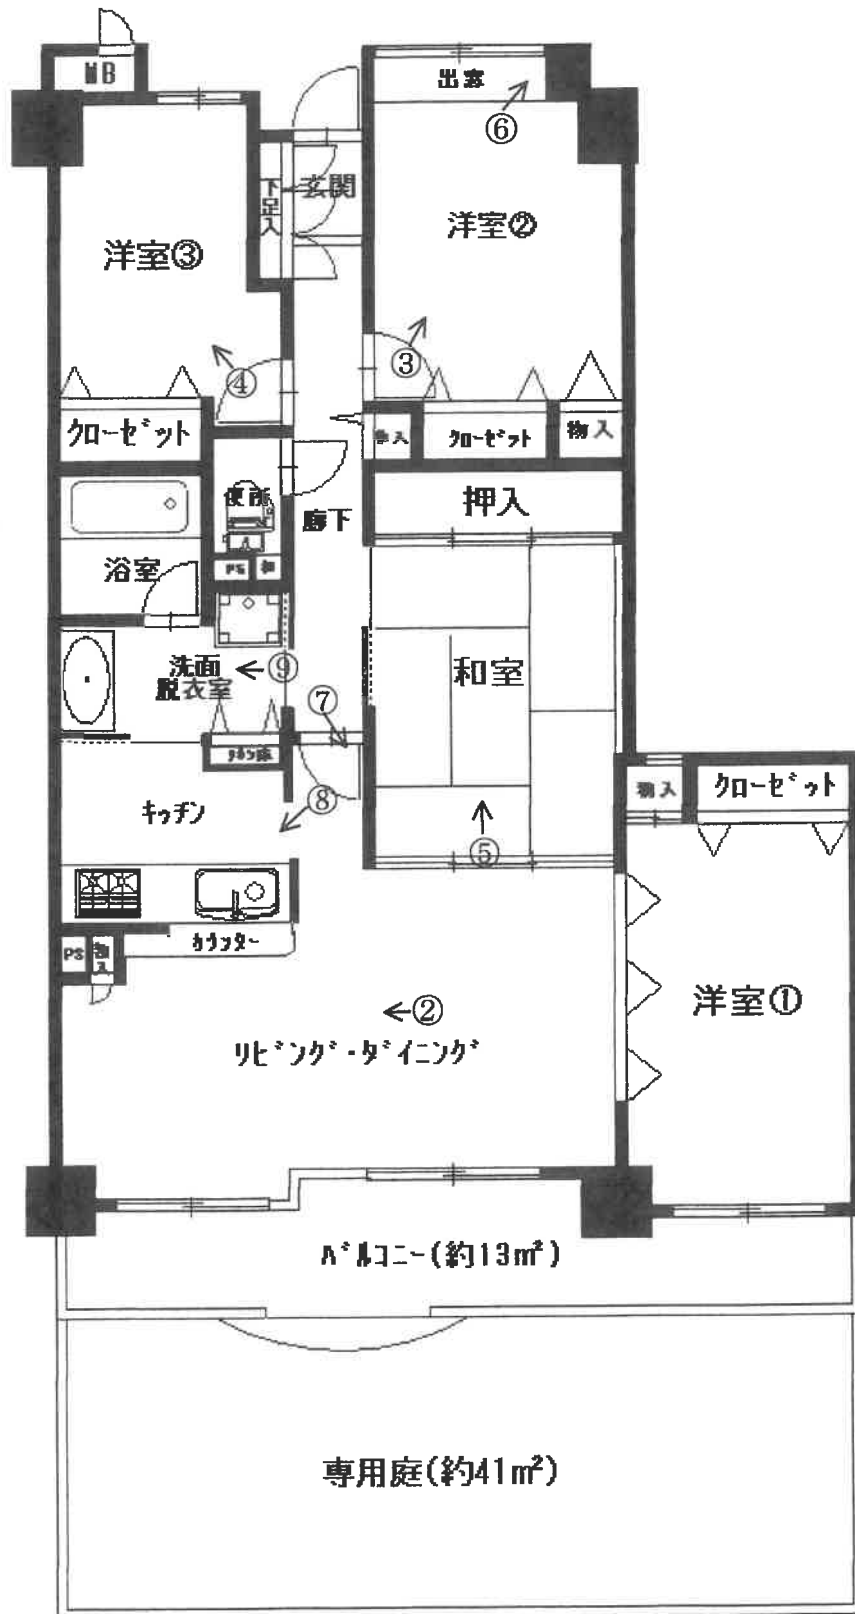 MB
出窓
⑥
玄関
下足入
洋室②
洋室③
③
④
クローゼット
物入
クローゼット
物入
押入
便所
廊下
浴室
PS
和室
洗面
脱衣室
⑨
⑦
キッチン
⑧
⑤
物入
クローゼット
カウンター
PS
物入
②
リビング・ダイニング
洋室①
バルコニー(約13㎡)
専用庭(約41㎡)